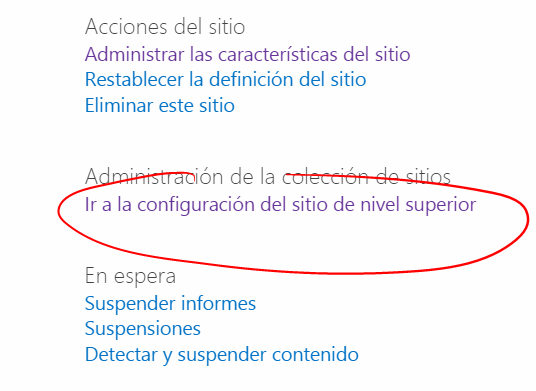 Acciones del sitio
Administrar las características del sitio
Restablecer la definición del sitio
Eliminar este sitio
Administración de la colección de sitios
Ir a la configuración del sitio de nivel superior
En espera
Suspender informes
Suspensiones
Detectar y suspender contenido